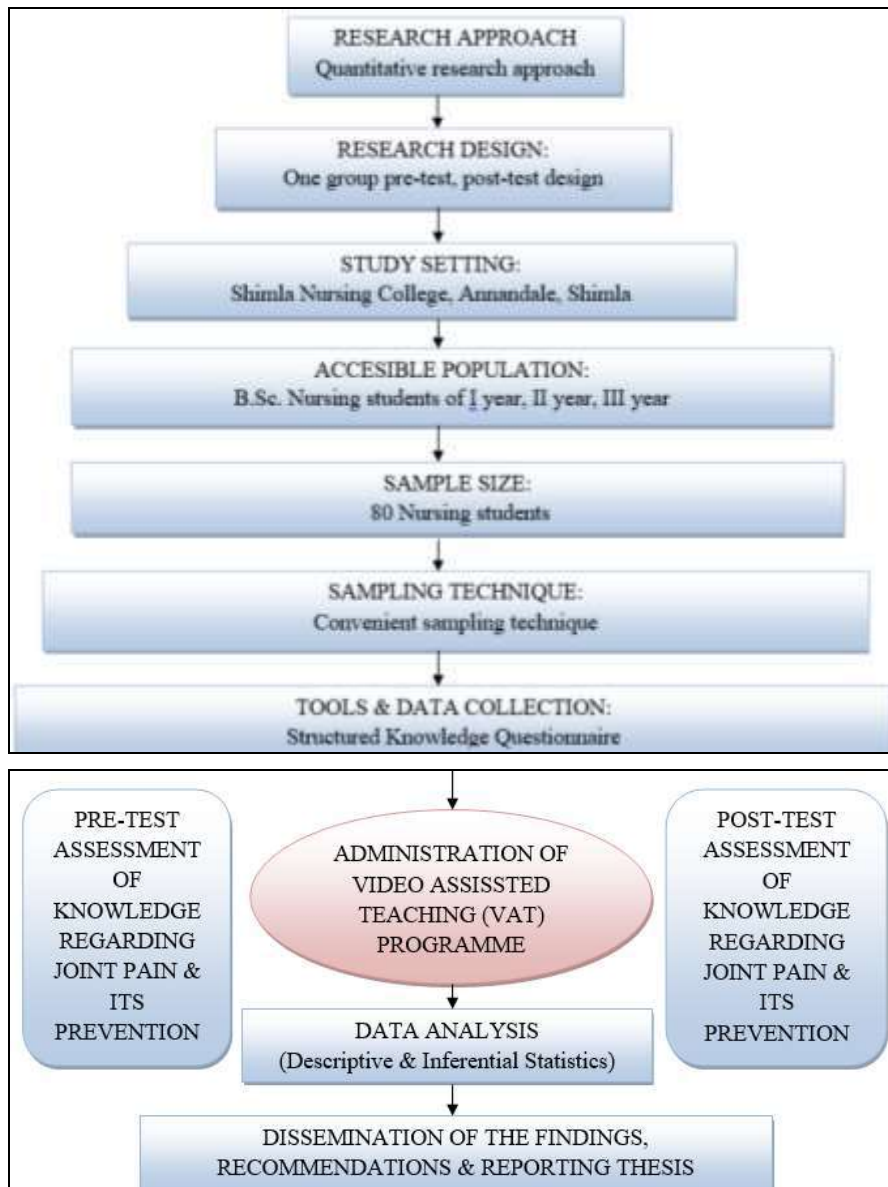 RESEARCH APPROACH
Quantitative research approach
RESEARCH DESIGN:
One group pre-test, post-test design
STUDY SETTING:
Shimla Nursing College, Annandale, Shimla
ACCESIBLE POPULATION:
B.Sc. Nursing students of I year, II year, III year
SAMPLE SIZE:
80 Nursing students
SAMPLING TECHNIQUE:
Convenient sampling technique
TOOLS & DATA COLLECTION:
Structured Knowledge Questionnaire
PRE-TEST
ASSESSMENT
OF
KNOWLEDGE
REGARDING
JOINT PAIN &
ITS
PREVENTION
ADMINISTRATION OF
VIDEO ASSISSTED
TEACHING (VAT)
PROGRAMME
POST-TEST
ASSESSMENT
OF
KNOWLEDGE
REGARDING
JOINT PAIN &
ITS
PREVENTION
DATA ANALYSIS
(Descriptive & Inferential Statistics)
DISSEMINATION OF THE FINDINGS,
RECOMMENDATIONS & REPORTING THESIS